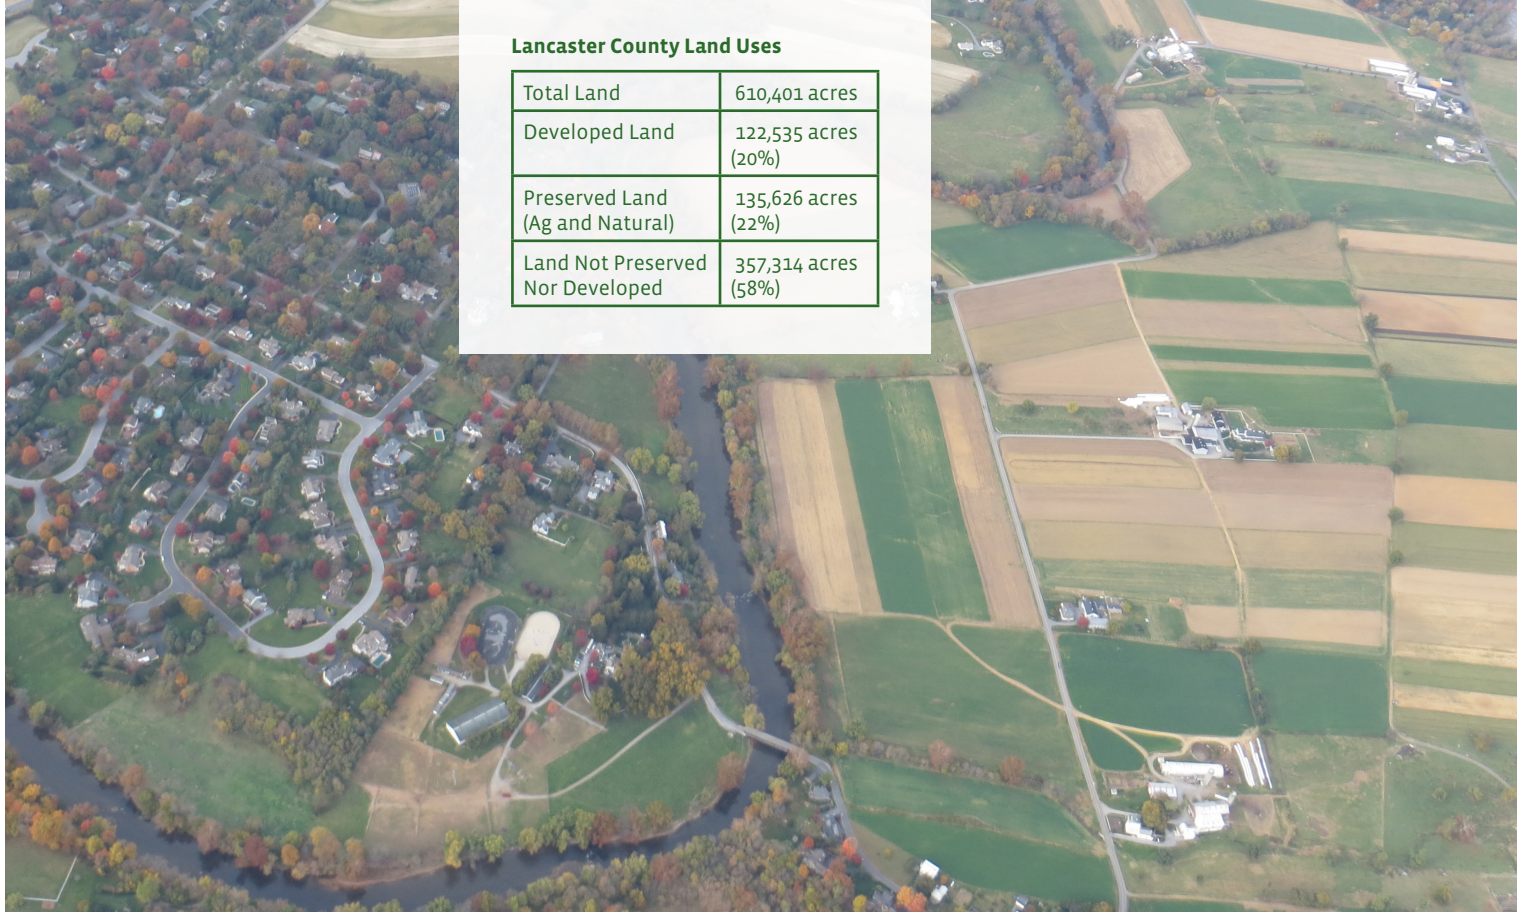 Lancaster County Land Uses
Total Land 610,401 acres
Developed Land 122,535 acres
(20%)
Preserved Land 135,626 acres
(Ag and Natural) (22%)
Land Not Preserved 357,314 acres
Nor Developed (58%)